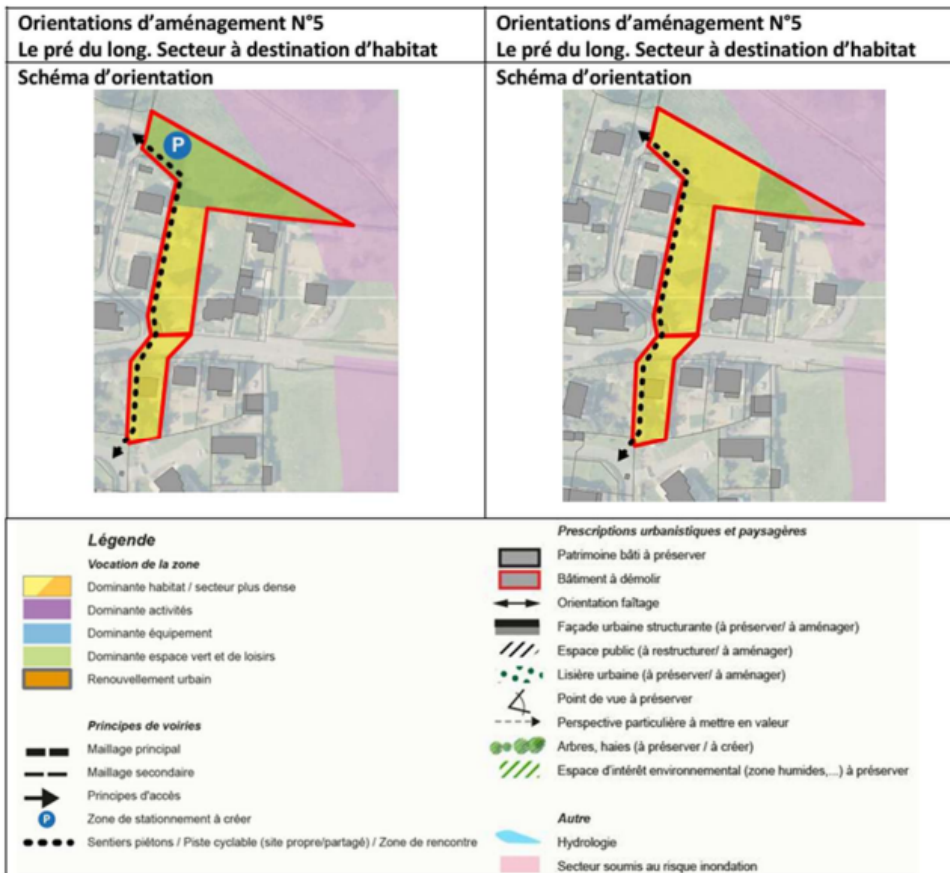 Orientations d'aménagement N°5
Le pré du long. Secteur à destination d'habitat
Schéma d'orientation
P
Orientations d'aménagement N°5
Le pré du long. Secteur à destination d'habitat
Schéma d'orientation
Légende
Vocation de la zone
Dominante habitat / secteur plus dense
Dominante activités
Dominante équipement
Dominante espace vert et de loisirs
Renouvellement urbain
Principes de voiries
Maillage principal
Maillage secondaire
Principes d'accès
P Zone de stationnement à créer
Sentiers piétons / Piste cyclable (site propre/partagé) / Zone de rencontre
Prescriptions urbanistiques et paysagères
Patrimoine bâti à préserver
Bâtiment à démolir
Orientation faîtage
Façade urbaine structurante (à préserver/ à aménager)
Espace public (à restructurer/ à aménager)
Lisière urbaine (à préserver/ à aménager)
Point de vue à préserver
Perspective particulière à mettre en valeur
Arbres, haies (à préserver / à créer)
Espace d'intérêt environnemental (zone humides,...) à préserver
Autre
Hydrologie
Secteur soumis au risque inondation